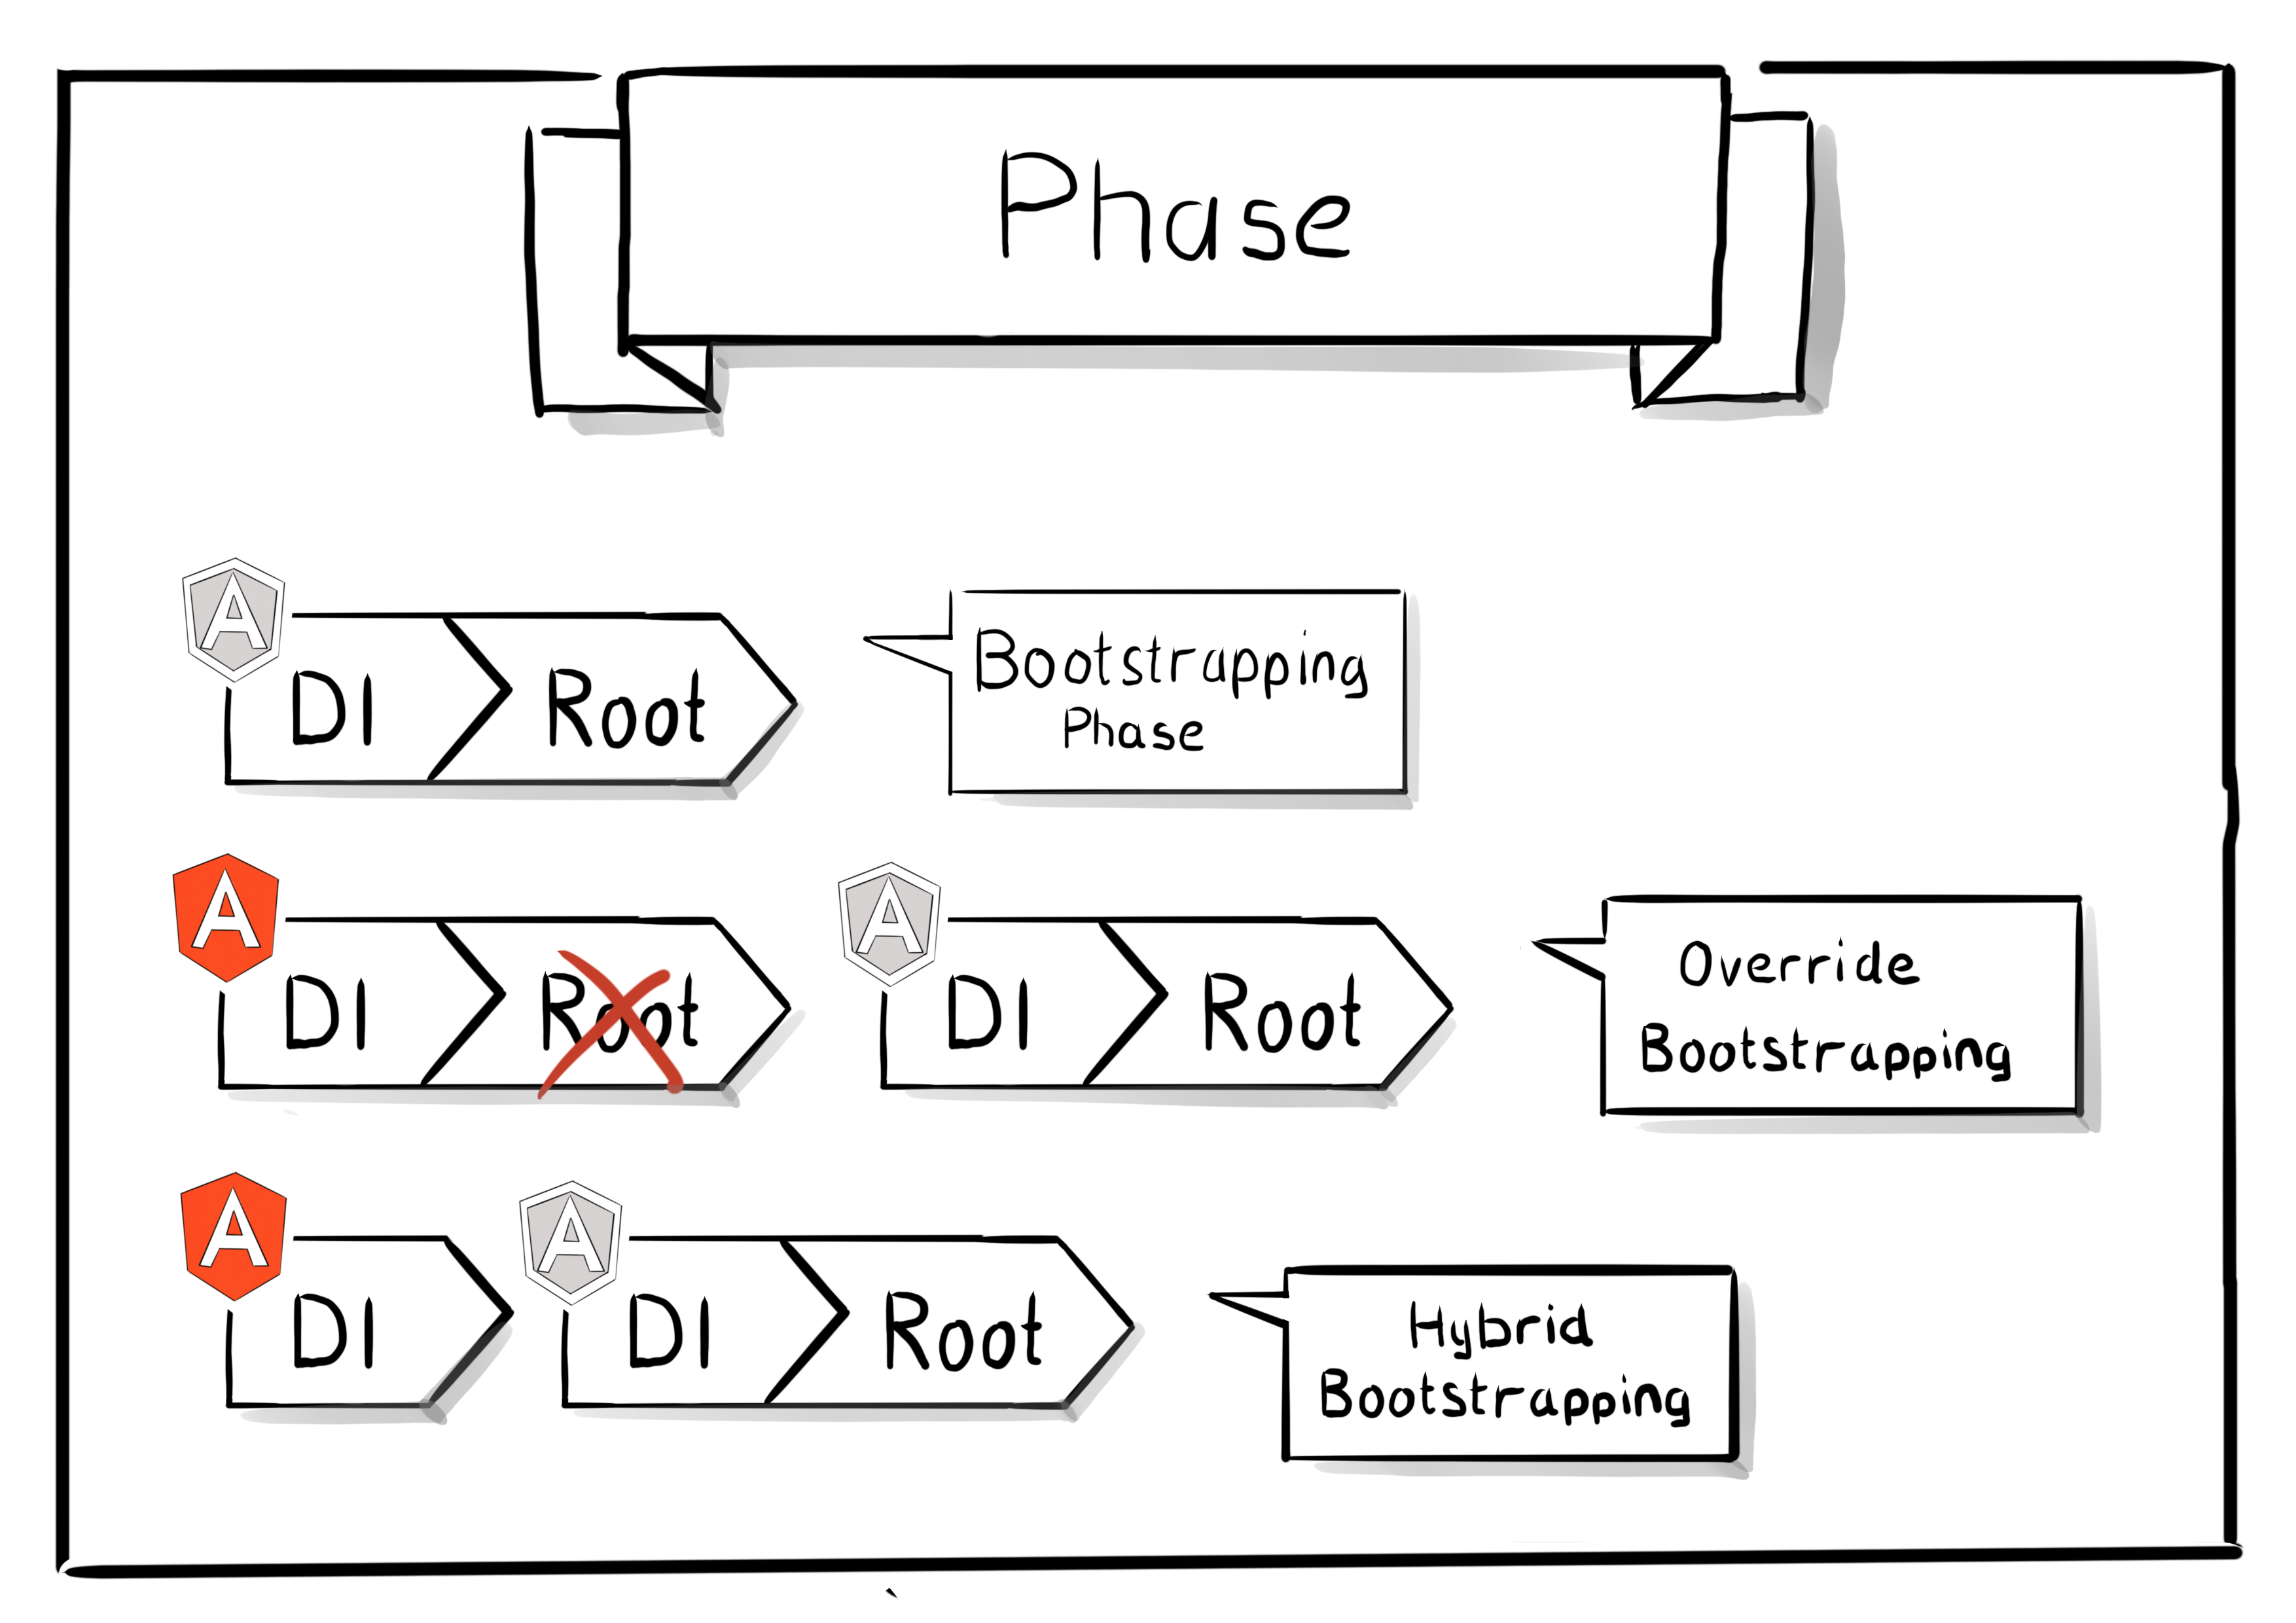 Phase
A
DI Root
Bootstrapping
Phase
A
DI Root
A
DI Root
Override
Bootstrapping
A
DI
A
DI Root
Hybrid
Bootstrapping